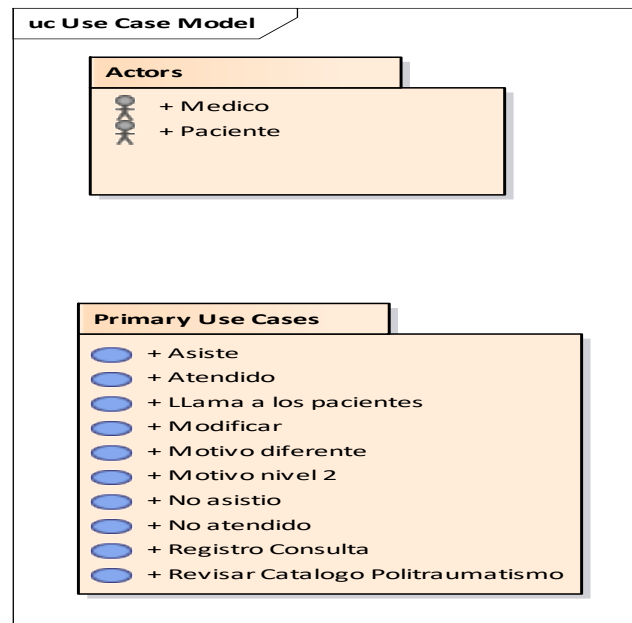 uc Use Case Model
Actors
+ Medico
+ Paciente
Primary Use Cases
+ Asiste
+ Atendido
+ LLama a los pacientes
+ Modificar
+ Motivo diferente
+ Motivo nivel 2
+ No asistio
+ No atendido
+ Registro Consulta
+ Revisar Catalogo Politraumatismo